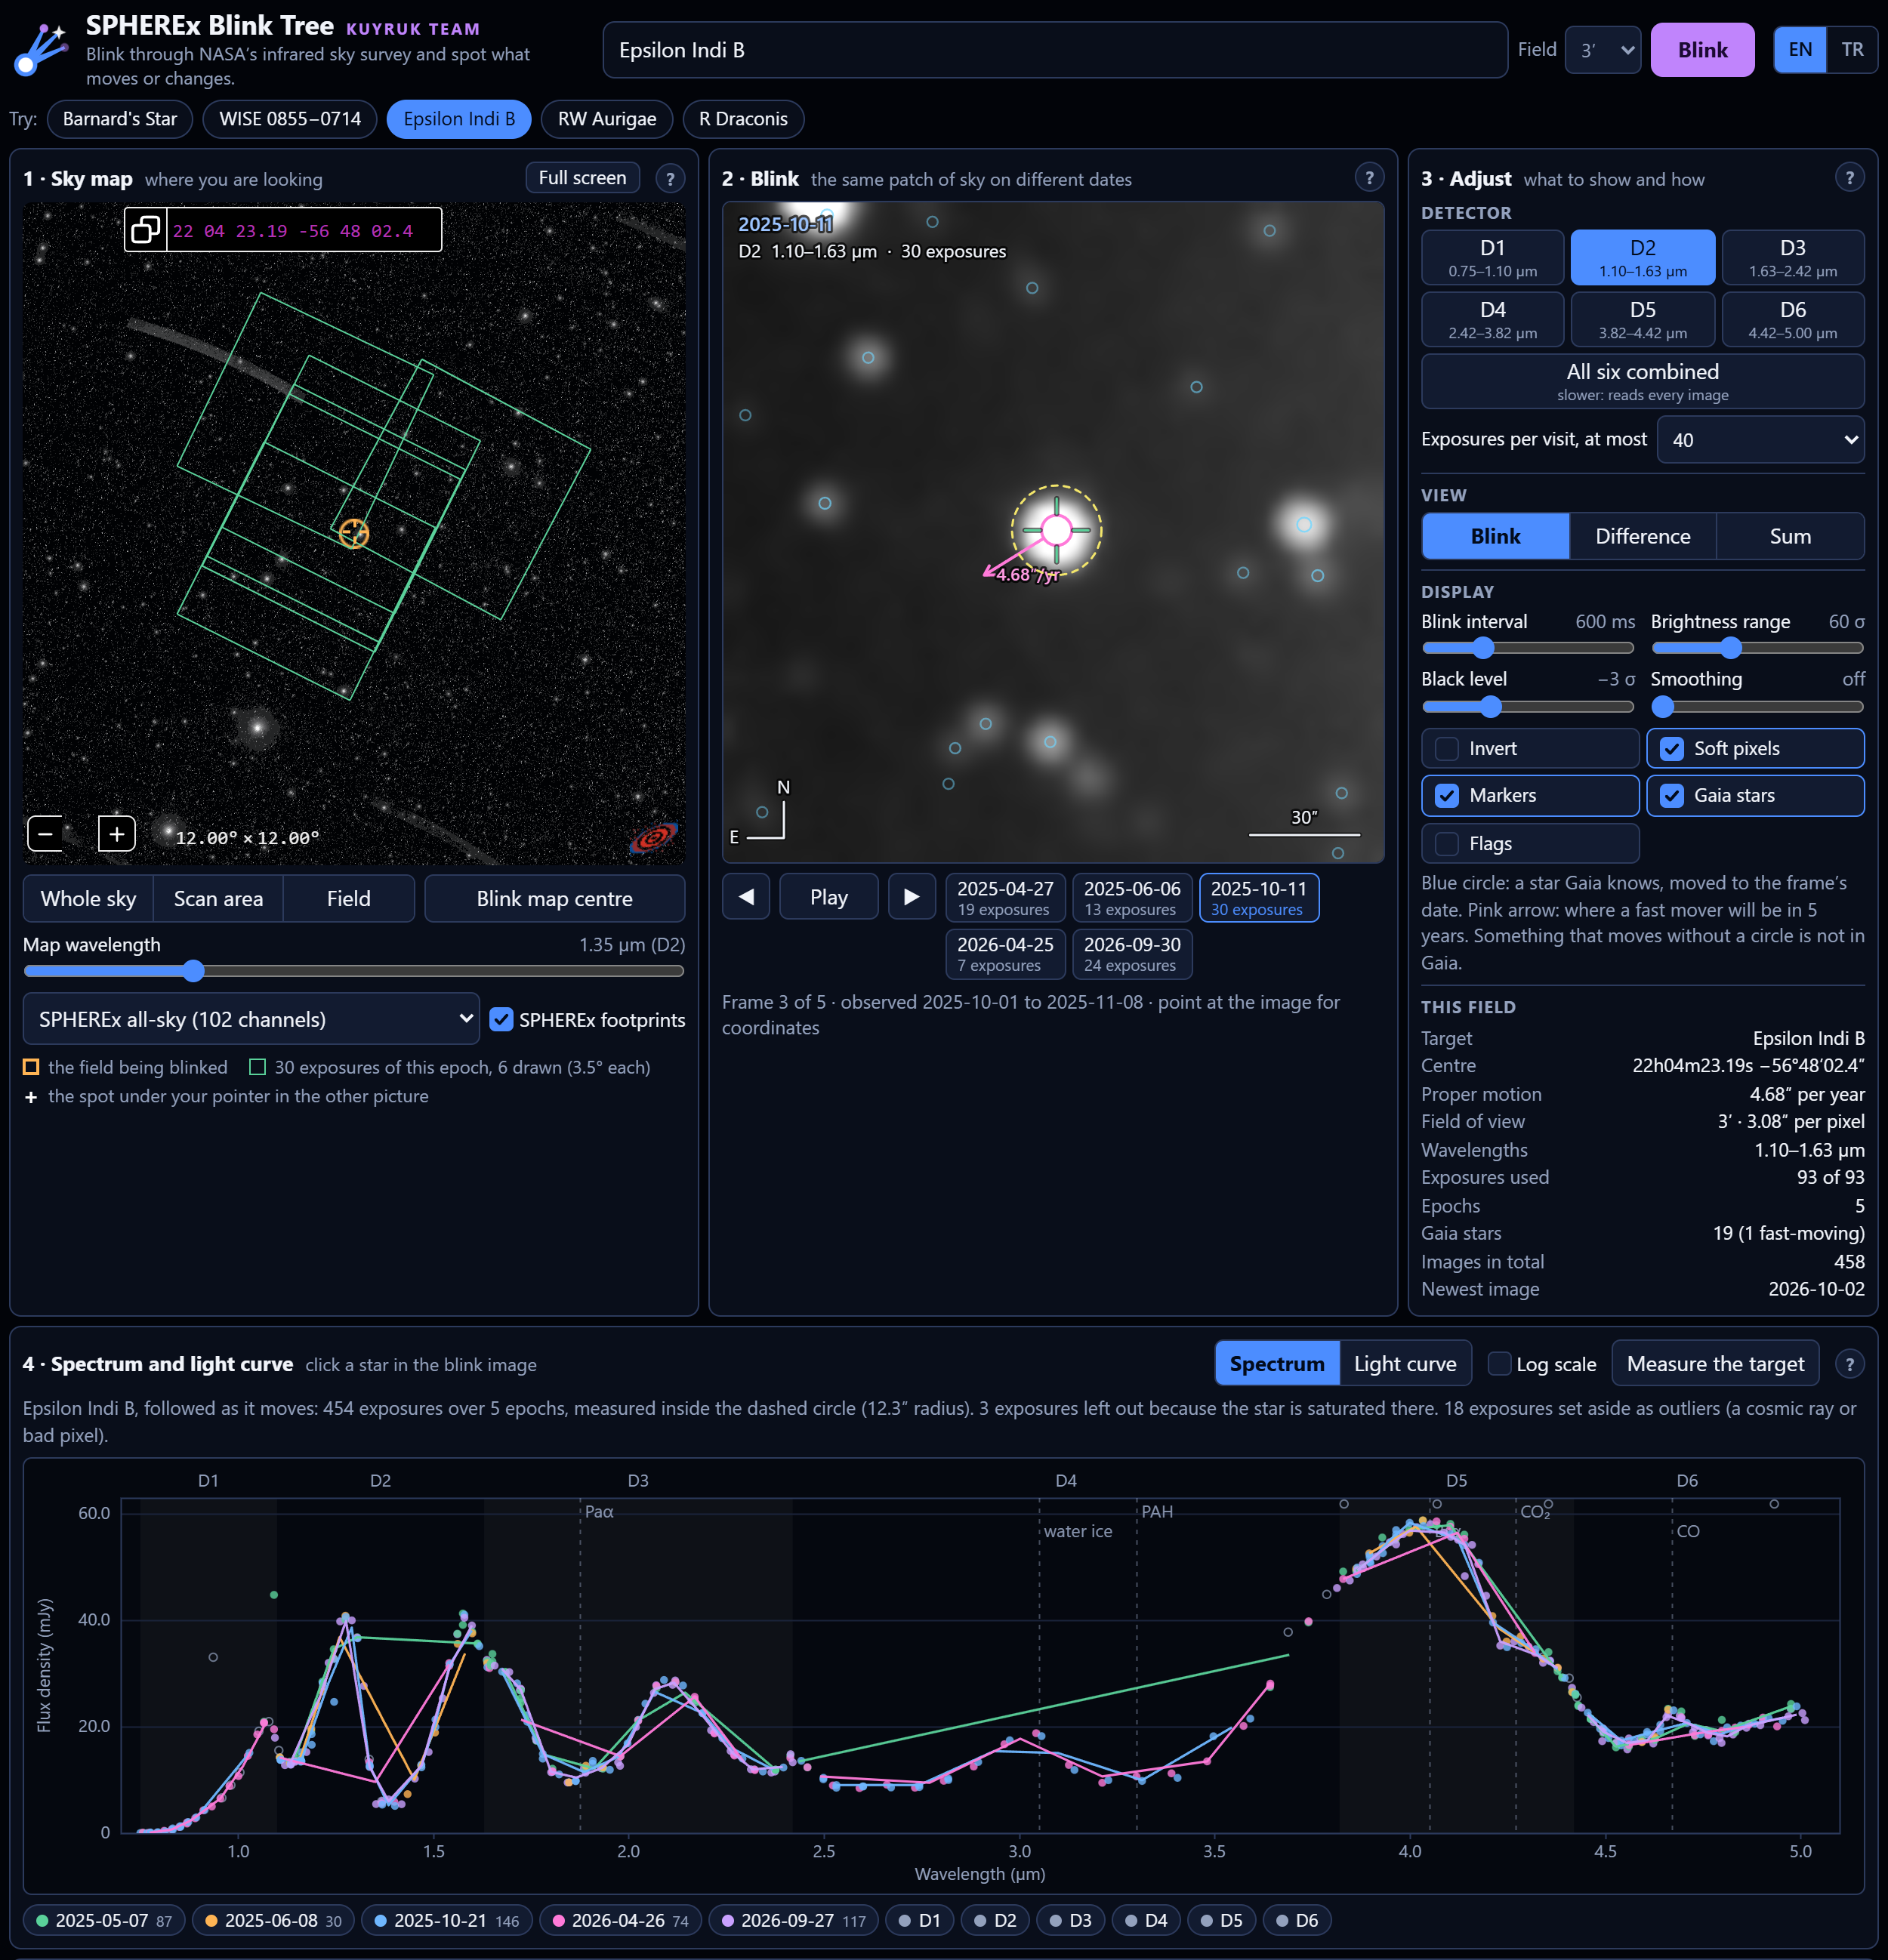 SPHEREx Blink Tree KUYRUK TEAM
Blink through NASA's infrared sky survey and spot what
moves or changes.
Epsilon Indi B
Field 3′ Blink EN TR
Try: Barnard's Star WISE 0855−0714 Epsilon Indi B RW Aurigae R Draconis
1 · Sky map where you are looking Full screen ?
22 04 23.19 -56 48 02.4
− + 12.00° × 12.00°
Whole sky Scan area Field Blink map centre
Map wavelength 1.35 µm (D2)
SPHEREx all-sky (102 channels) SPHEREx footprints
the field being blinked 30 exposures of this epoch, 6 drawn (3.5° each)
+ the spot under your pointer in the other picture
2 · Blink the same patch of sky on different dates ?
2025-10-11
D2 1.10–1.63 µm · 30 exposures
4.68″/yr
N
E
30″
◀ Play ▶
2025-04-27 2025-06-06 2025-10-11
19 exposures 13 exposures 30 exposures
2026-04-25 2026-09-30
7 exposures 24 exposures
Frame 3 of 5 · observed 2025-10-01 to 2025-11-08 · point at the image for
coordinates
3 · Adjust what to show and how ?
DETECTOR
D1 D2 D3
0.75–1.10 µm 1.10–1.63 µm 1.63–2.42 µm
D4 D5 D6
2.42–3.82 µm 3.82–4.42 µm 4.42–5.00 µm
All six combined
slower: reads every image
Exposures per visit, at most 40
VIEW
Blink Difference Sum
DISPLAY
Blink interval 600 ms Brightness range 60 σ
Black level −3 σ Smoothing off
Invert Soft pixels
Markers Gaia stars
Flags
Blue circle: a star Gaia knows, moved to the frame's
date. Pink arrow: where a fast mover will be in 5
years. Something that moves without a circle is not in
Gaia.
THIS FIELD
Target Epsilon Indi B
Centre 22h04m23.19s −56°48′02.4″
Proper motion 4.68″ per year
Field of view 3′ · 3.08″ per pixel
Wavelengths 1.10–1.63 µm
Exposures used 93 of 93
Epochs 5
Gaia stars 19 (1 fast-moving)
Images in total 458
Newest image 2026-10-02
4 · Spectrum and light curve click a star in the blink image Spectrum Light curve Log scale Measure the target ?
Epsilon Indi B, followed as it moves: 454 exposures over 5 epochs, measured inside the dashed circle (12.3″ radius). 3 exposures left out because the star is saturated there. 18 exposures set aside as outliers (a cosmic ray or
bad pixel).
D1 D2 D3 D4 D5 D6
Paα PAH CO₂
water ice CO
60.0
40.0
20.0
0
Flux density (mJy)
1.0 1.5 2.0 2.5 3.0 3.5 4.0 4.5 5.0
Wavelength (µm)
2025-05-07 87 2025-06-08 30 2025-10-21 146 2026-04-26 74 2026-09-27 117 D1 D2 D3 D4 D5 D6